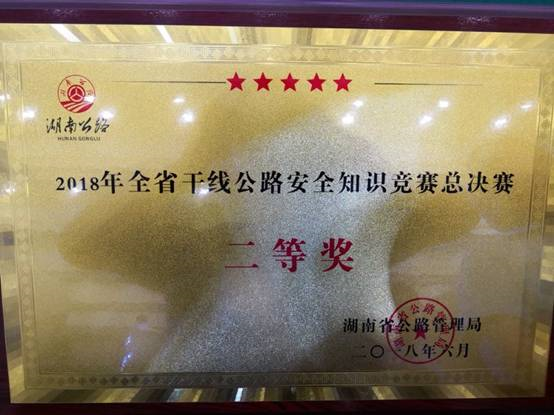 湖南公路
HUNAN GONGLU
2018年全省干线公路安全知识竞赛总决赛
二等奖
湖南省公路管理局
二〇一八年六月